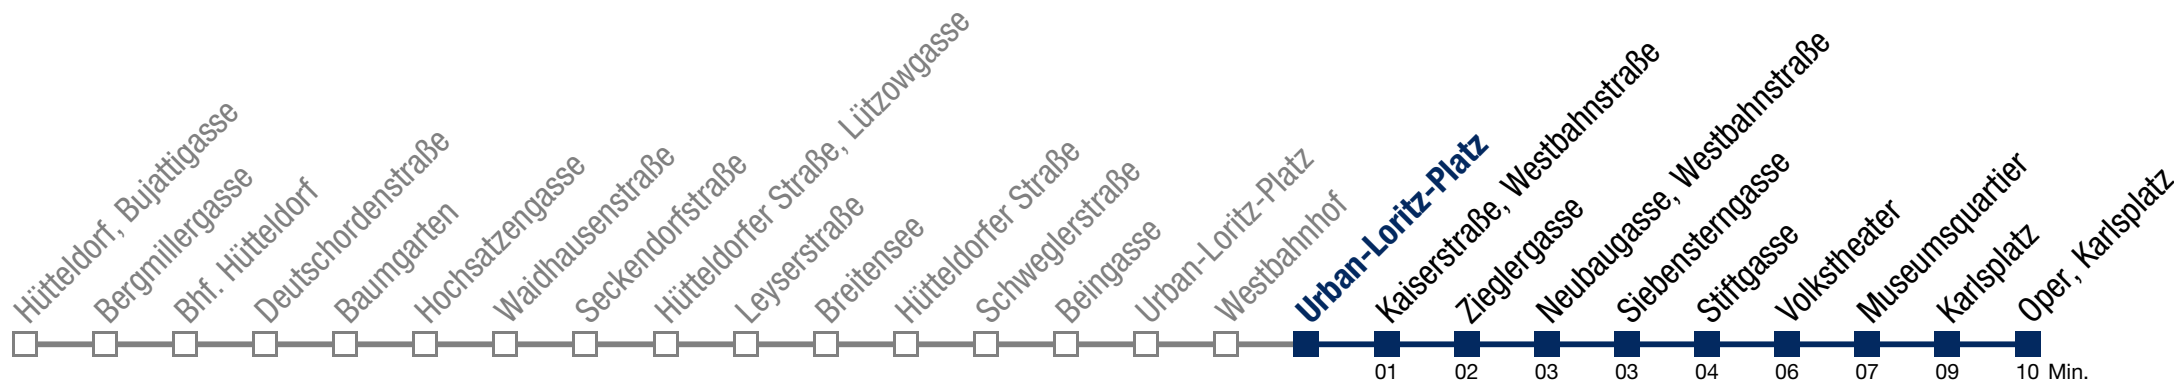 Hütteldorf, Bujattigasse
Bergmillergasse
Bhf. Hütteldorf
Deutschordenstraße
Baumgarten
Hochsatzengasse
Waidhausenstraße
Seckendorfstraße
Hütteldorfer Straße, Lützowgasse
Leyserstraße
Breitensee
Hütteldorfer Straße
Schweglerstraße
Beingasse
Urban-Loritz-Platz
Westbahnhof
Urban-Loritz-Platz
Kaiserstraße, Westbahnstraße
Zieglergasse
Neubaugasse, Westbahnstraße
Siebensterngasse
Stiftgasse
Volkstheater
Museumsquartier
Karlsplatz
Oper, Karlsplatz
01 02 03 03 04 06 07 09 10 Min.